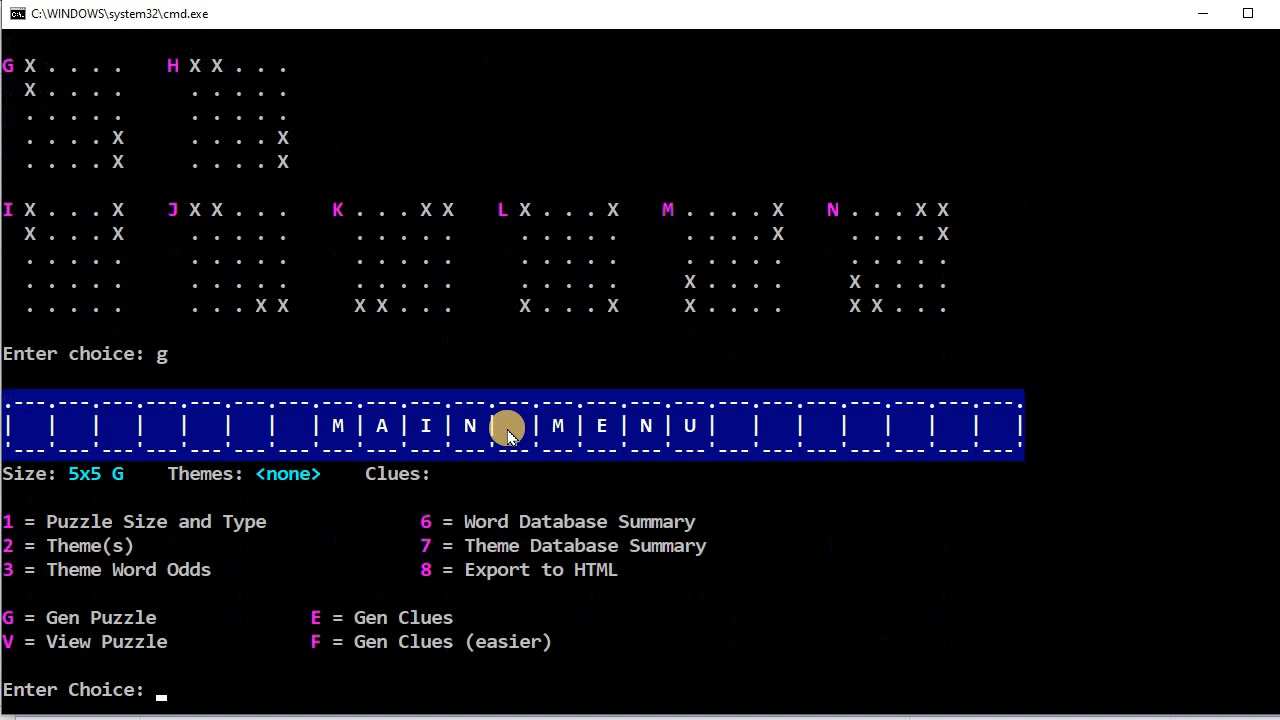 C:\WINDOWS\system32\cmd.exe
G X . . . .   H X X . . .
  X . . . .     . . . . .
  . . . . .     . . . . .
  . . . . X     . . . . X
  . . . . X     . . . . X
I X . . . X   J X X . . .   K . . . X X   L X . . . X   M . . . . X   N . . . X X
  X . . . X     . . . . .     . . . . .     . . . . .     . . . . X     . . . . X
  . . . . .     . . . . .     . . . . .     . . . . .     . . . . .     . . . . .
  . . . . .     . . . . .     . . . . .     . . . . .     X . . . .     X . . . .
  . . . . .     . . . X X     X X . . .     X . . . X     X . . . .     X X . . .
Enter choice: g
| | | | | | | |M|A|I|N| |M|E|N|U| | | | | | | |
Size: 5x5 G    Themes: <none>    Clues:
1 = Puzzle Size and Type              6 = Word Database Summary
2 = Theme(s)                          7 = Theme Database Summary
3 = Theme Word Odds                   8 = Export to HTML
G = Gen Puzzle              E = Gen Clues
V = View Puzzle             F = Gen Clues (easier)
Enter Choice: